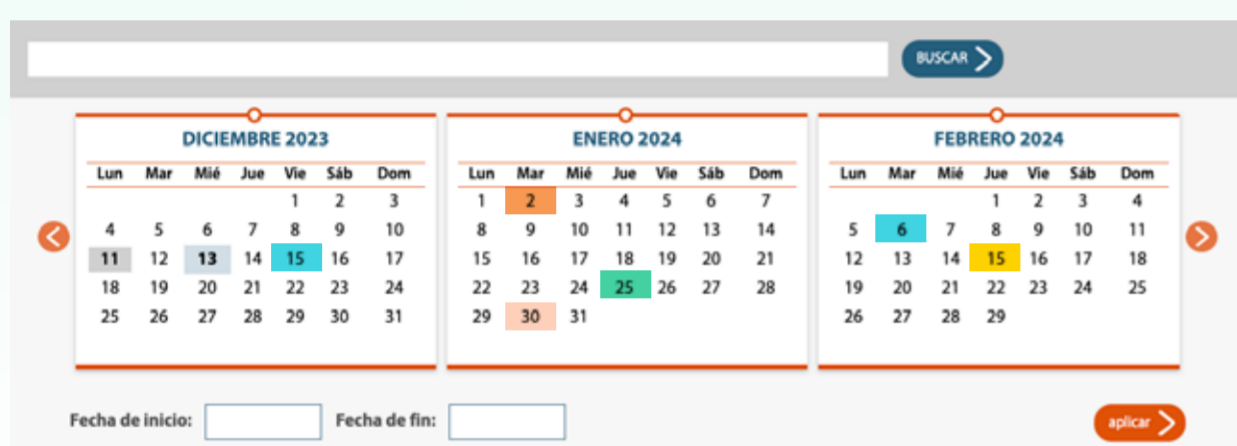 BUSCAR
DICIEMBRE 2023
Lun Mar Mié Jue Vie Sáb Dom
1 2 3
4 5 6 7 8 9 10
11 12 13 14 15 16 17
18 19 20 21 22 23 24
25 26 27 28 29 30 31
ENERO 2024
Lun Mar Mié Jue Vie Sáb Dom
1 2 3 4 5 6 7
8 9 10 11 12 13 14
15 16 17 18 19 20 21
22 23 24 25 26 27 28
29 30 31
FEBRERO 2024
Lun Mar Mié Jue Vie Sáb Dom
1 2 3 4
5 6 7 8 9 10 11
12 13 14 15 16 17 18
19 20 21 22 23 24 25
26 27 28 29
Fecha de inicio: Fecha de fin: aplicar